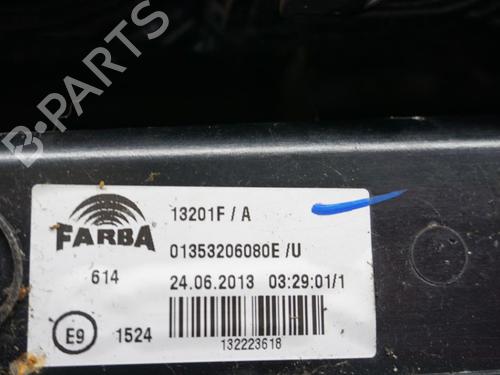 B-PARTS
13201F / A
FARBA
01353206080E /U
614
24.06.2013 03:29:01/1
E9
1524
132223618